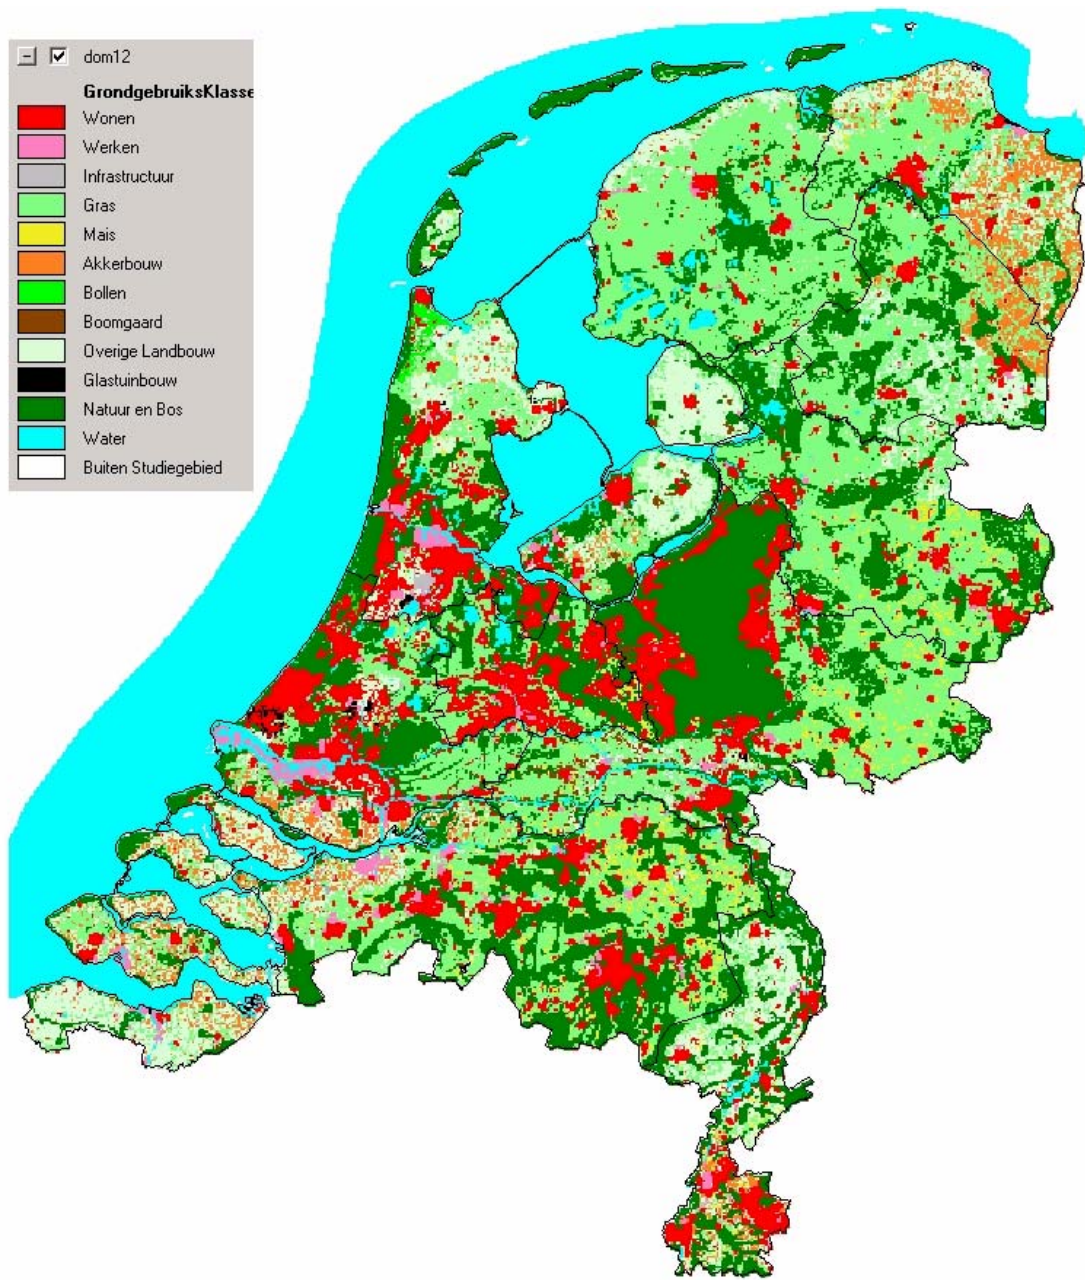 dom12
GrondgebruiksKlasse
Wonen
Werken
Infrastructuur
Gras
Mais
Akkerbouw
Bollen
Boomgaard
Overige Landbouw
Glastuinbouw
Natuur en Bos
Water
Buiten Studiegebied